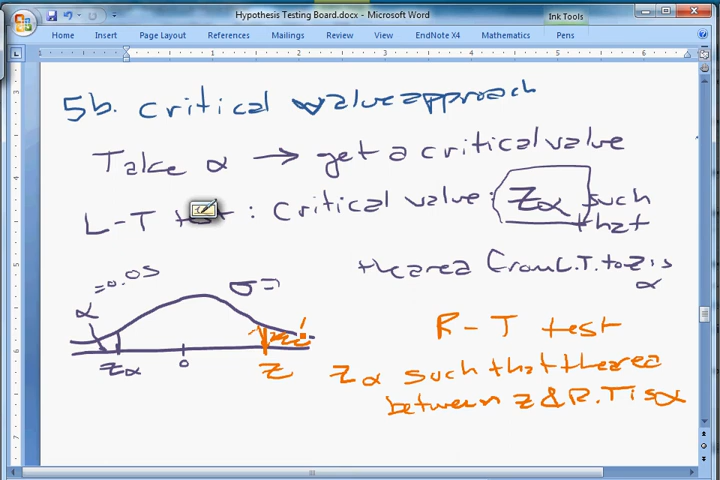 Hypothesis Testing Board.docx - Microsoft Word
Ink Tools
Home Insert Page Layout References Mailings Review View EndNote X4 Mathematics Pens
5b. Critical value approach
Take α → get a critical value
L-T test : Critical value : Zα such
that
the area from L.T. to Z is
α
α =0.05
σ=
Zα 0 Z
R-T test
Zα such that the area
between Z & R.T is α